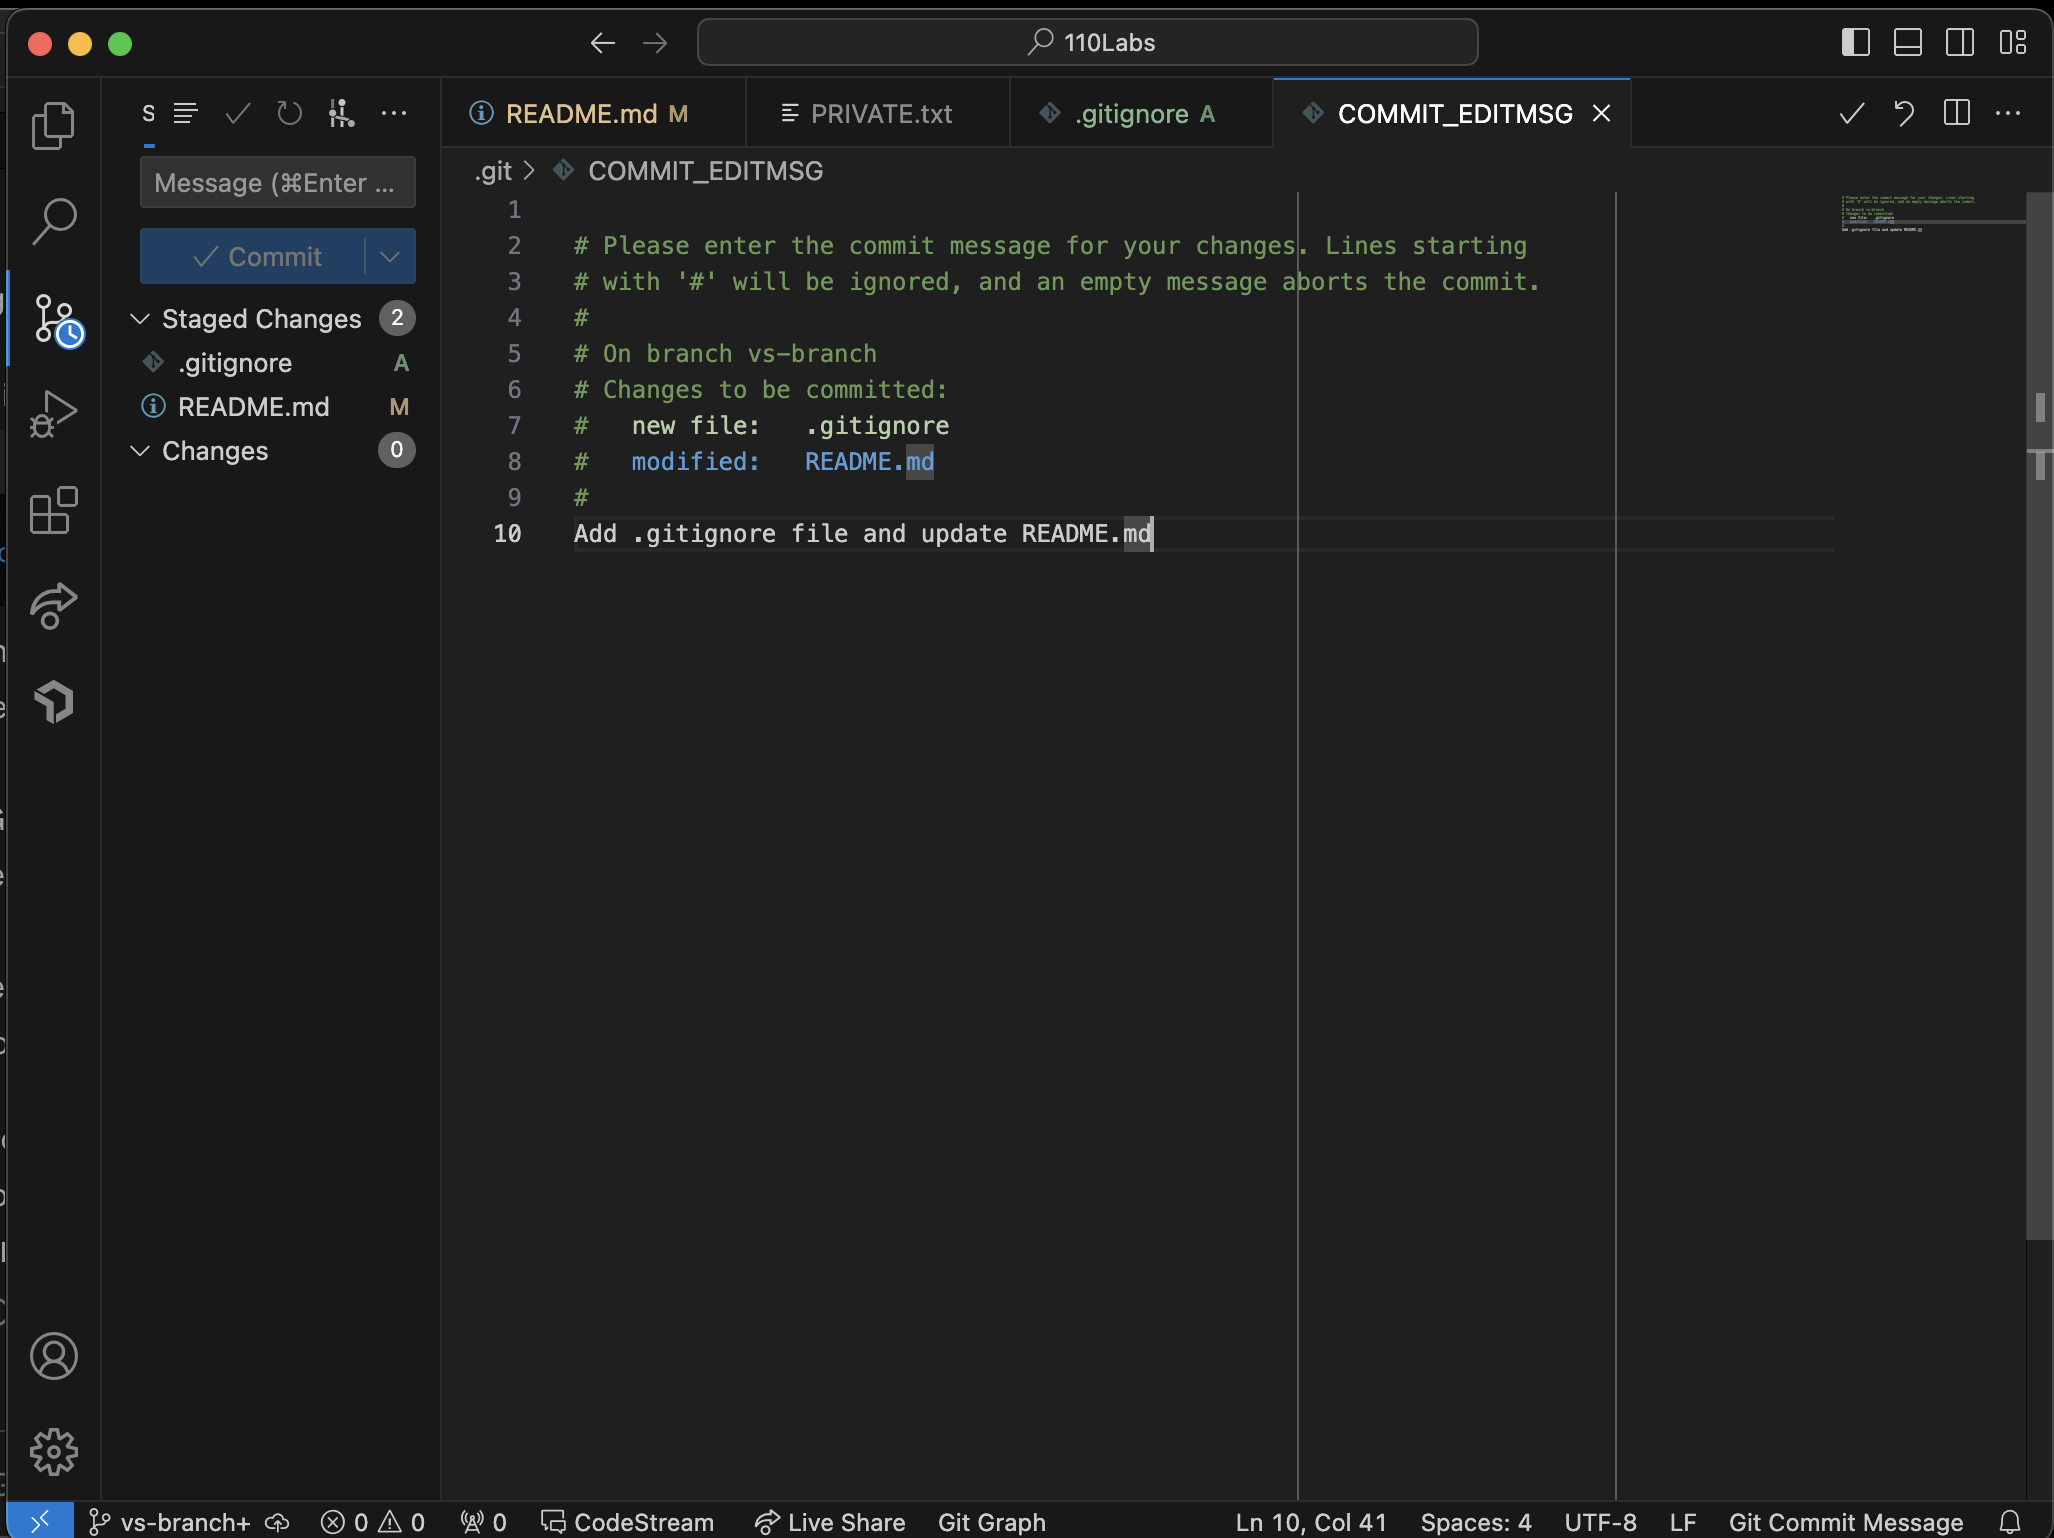 110Labs
S
README.md M
PRIVATE.txt
.gitignore A
COMMIT_EDITMSG
Message (⌘Enter ...
Commit
Staged Changes 2
.gitignore A
README.md M
Changes 0
.git > COMMIT_EDITMSG
1
2 # Please enter the commit message for your changes. Lines starting
3 # with '#' will be ignored, and an empty message aborts the commit.
4 #
5 # On branch vs-branch
6 # Changes to be committed:
7 #   new file:   .gitignore
8 #   modified:   README.md
9 #
10 Add .gitignore file and update README.md
vs-branch+ 0 0 0 CodeStream Live Share Git Graph Ln 10, Col 41 Spaces: 4 UTF-8 LF Git Commit Message